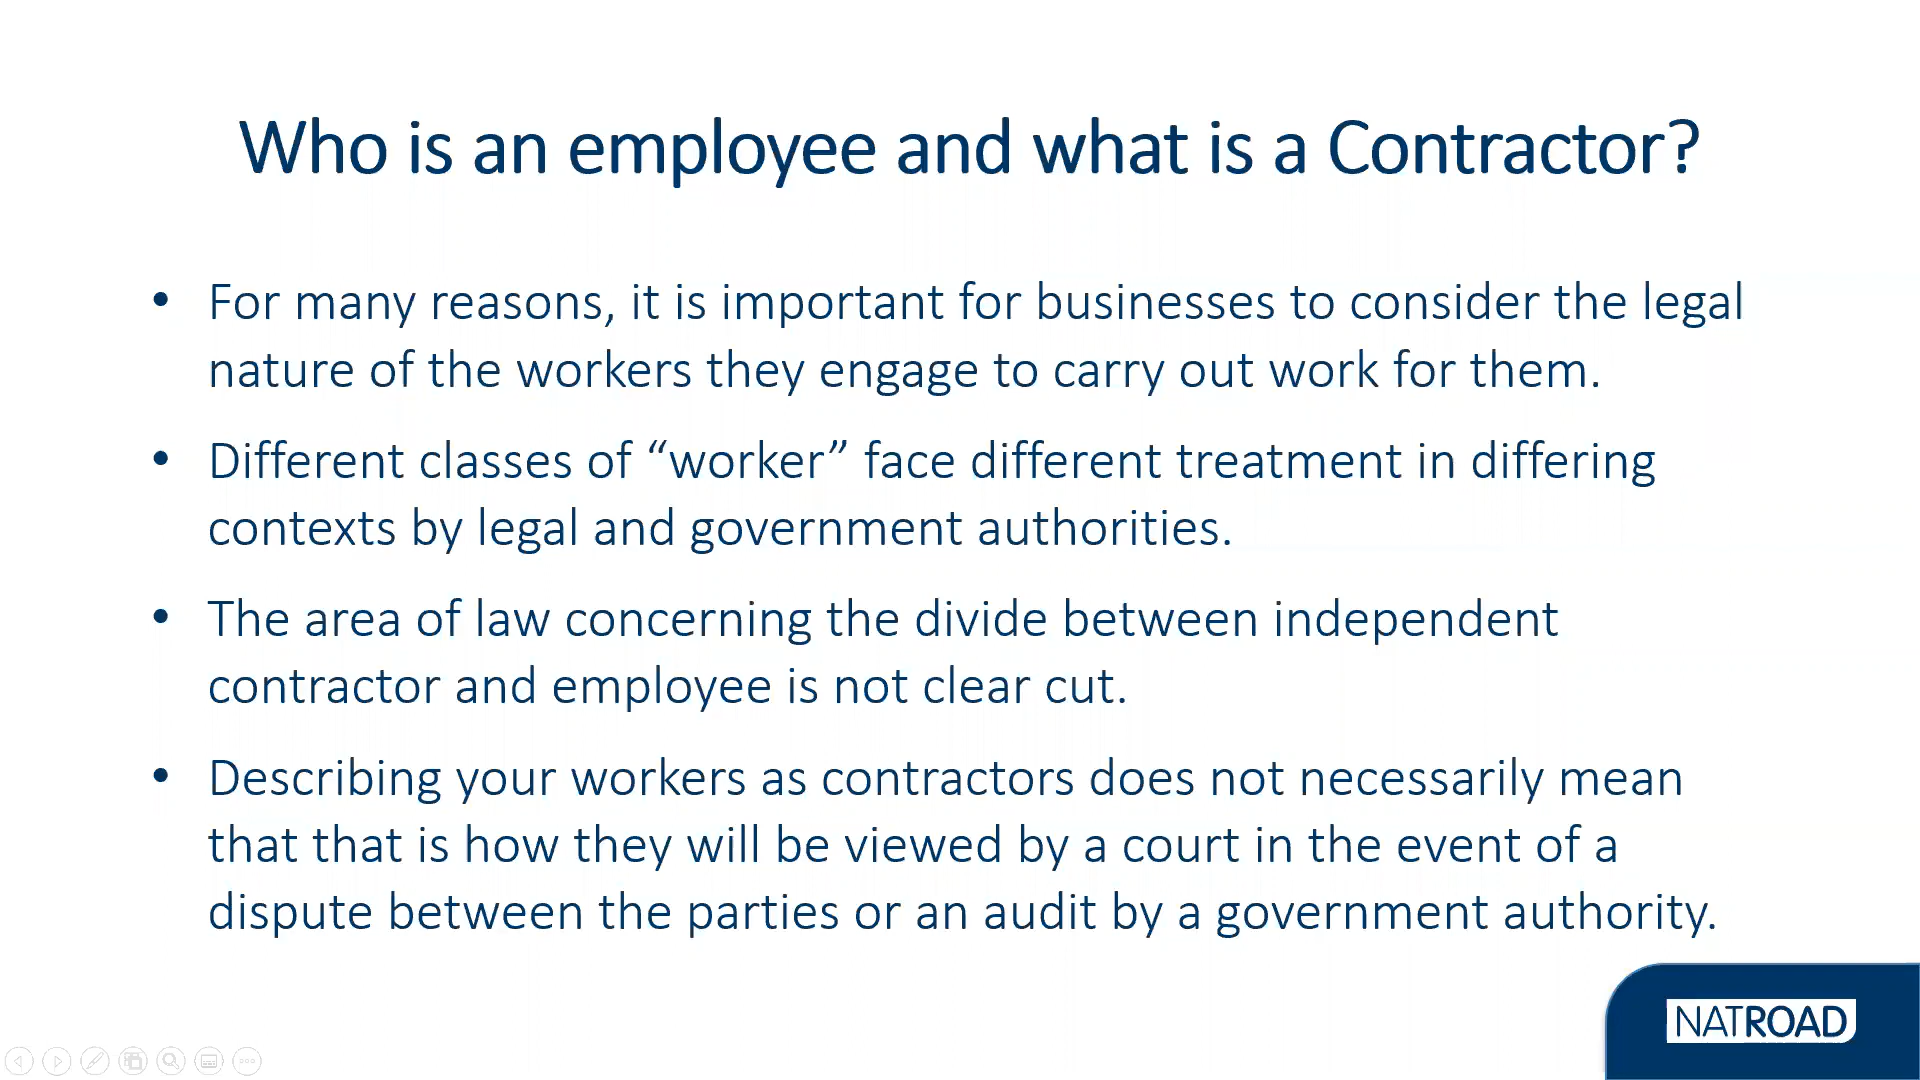 Who is an employee and what is a Contractor?
• For many reasons, it is important for businesses to consider the legal
nature of the workers they engage to carry out work for them.
• Different classes of “worker” face different treatment in differing
contexts by legal and government authorities.
• The area of law concerning the divide between independent
contractor and employee is not clear cut.
• Describing your workers as contractors does not necessarily mean
that that is how they will be viewed by a court in the event of a
dispute between the parties or an audit by a government authority.
NATROAD